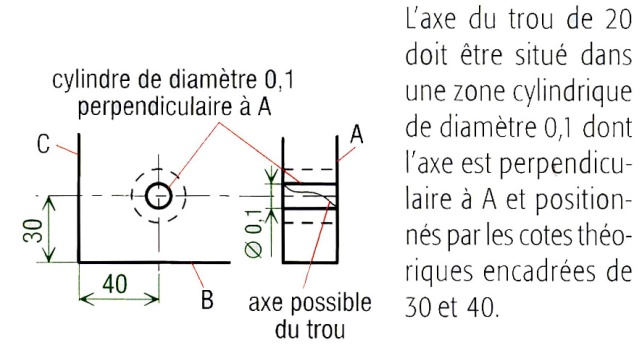 L'axe du trou de 20
doit être situé dans
une zone cylindrique
de diamètre 0,1 dont
l'axe est perpendicu-
laire à A et position-
nés par les cotes théo-
riques encadrées de
30 et 40.
cylindre de diamètre 0,1
perpendiculaire à A
C
A
30
Ø 0,1
40
B
axe possible
du trou